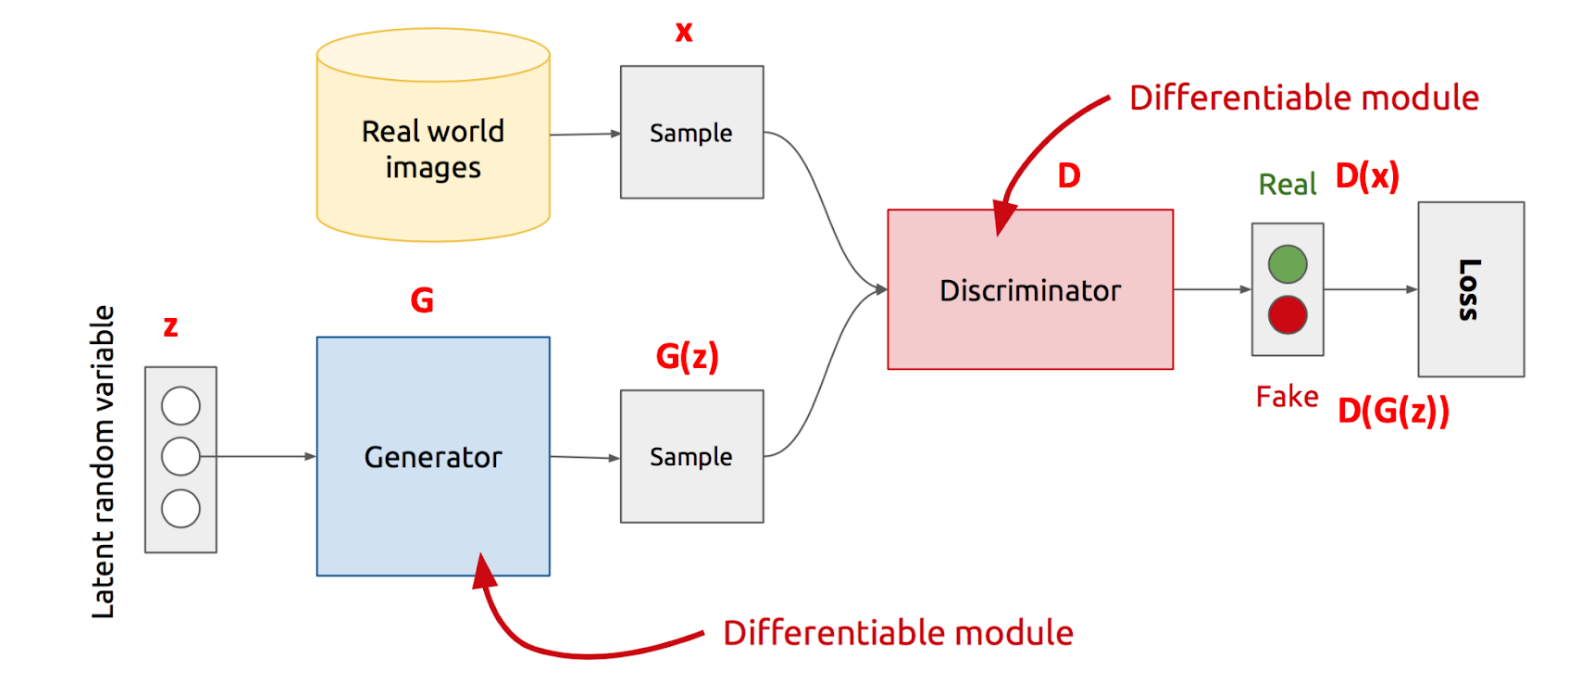 x
Real world
images
Sample
Differentiable module
D
Real
D(x)
Discriminator
Loss
Fake
D(G(z))
Latent random variable
z
G
Generator
G(z)
Sample
Differentiable module